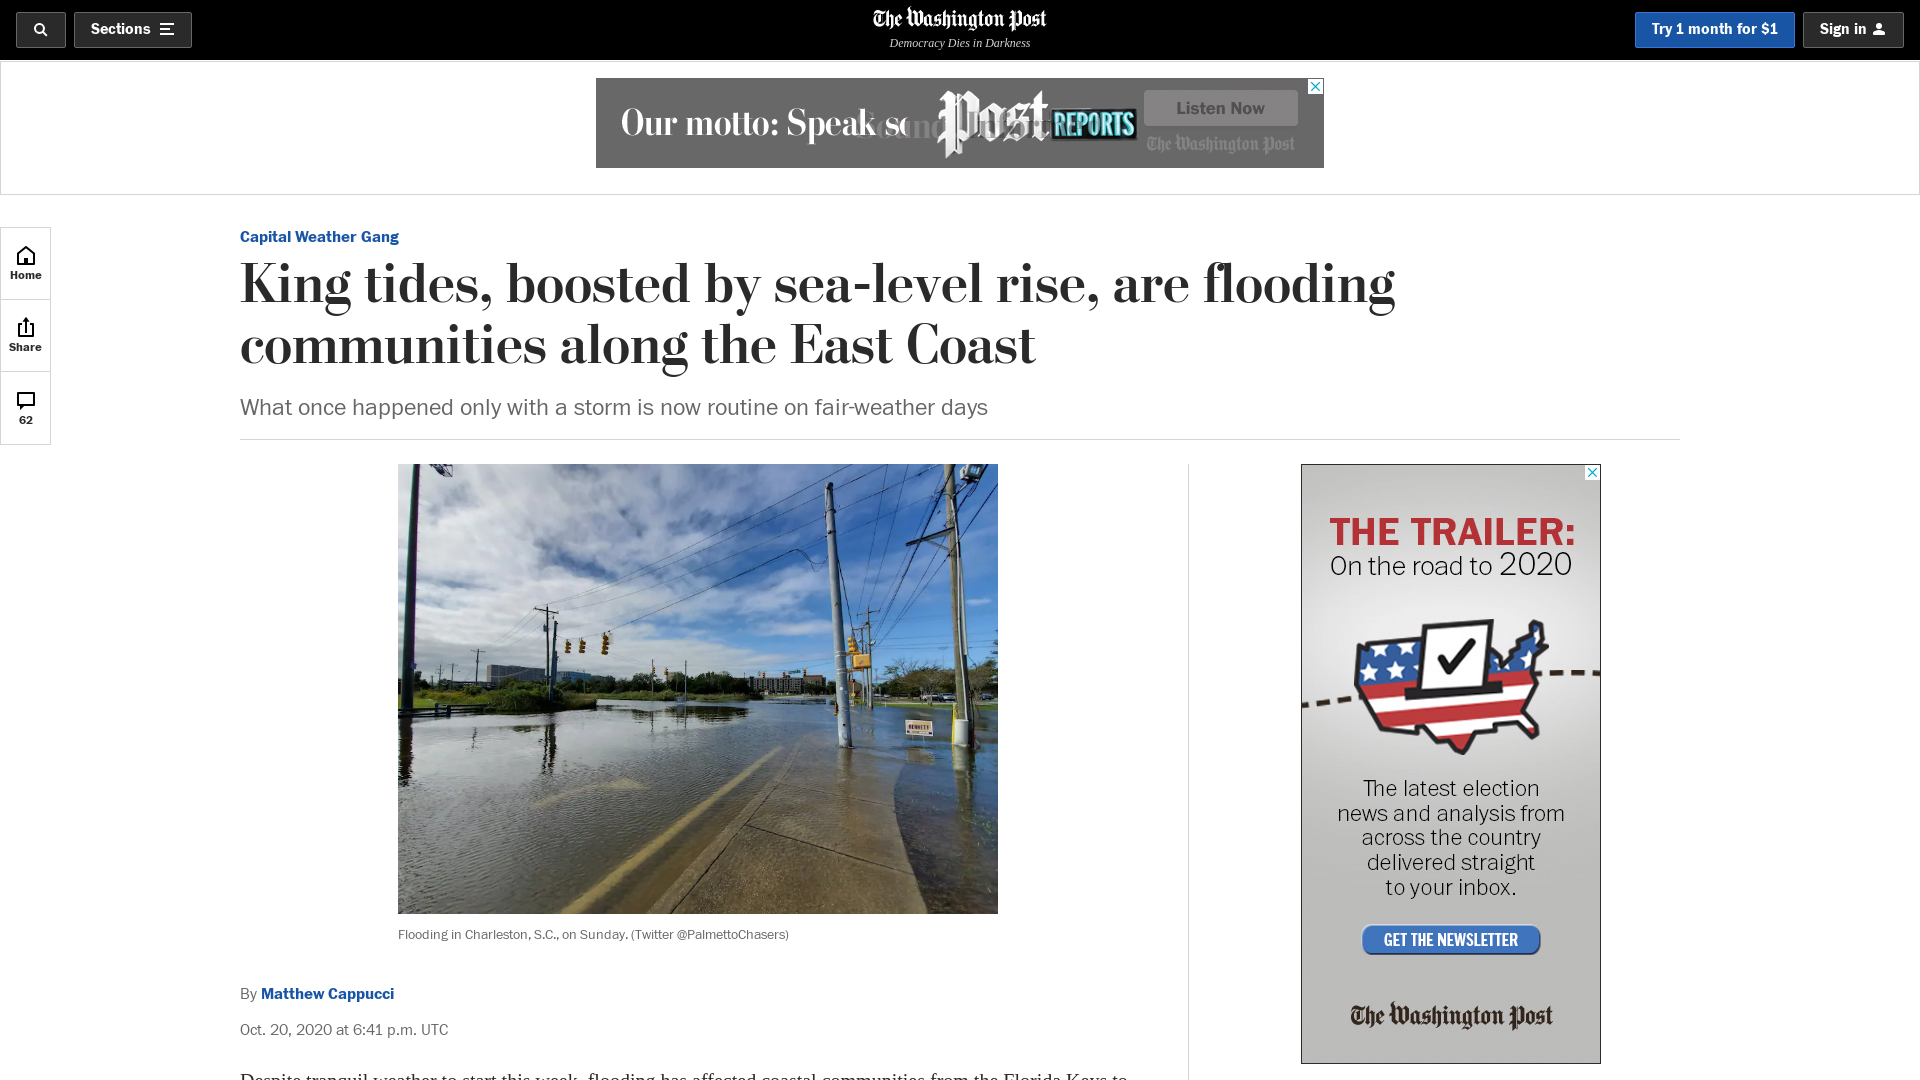 Sections
The Washington Post
Democracy Dies in Darkness
Try 1 month for $1
Sign in
Our motto: Speak
Post
REPORTS
Listen Now
The Washington Post
Home
Share
62
Capital Weather Gang
King tides, boosted by sea-level rise, are flooding
communities along the East Coast
What once happened only with a storm is now routine on fair-weather days
BENNETT
Flooding in Charleston, S.C., on Sunday. (Twitter @PalmettoChasers)
By Matthew Cappucci
Oct. 20, 2020 at 6:41 p.m. UTC
Despite tranquil weather to start this week, flooding has affected coastal communities from the Florida Keys to
THE TRAILER:
On the road to 2020
The latest election
news and analysis from
across the country
delivered straight
to your inbox.
GET THE NEWSLETTER
The Washington Post